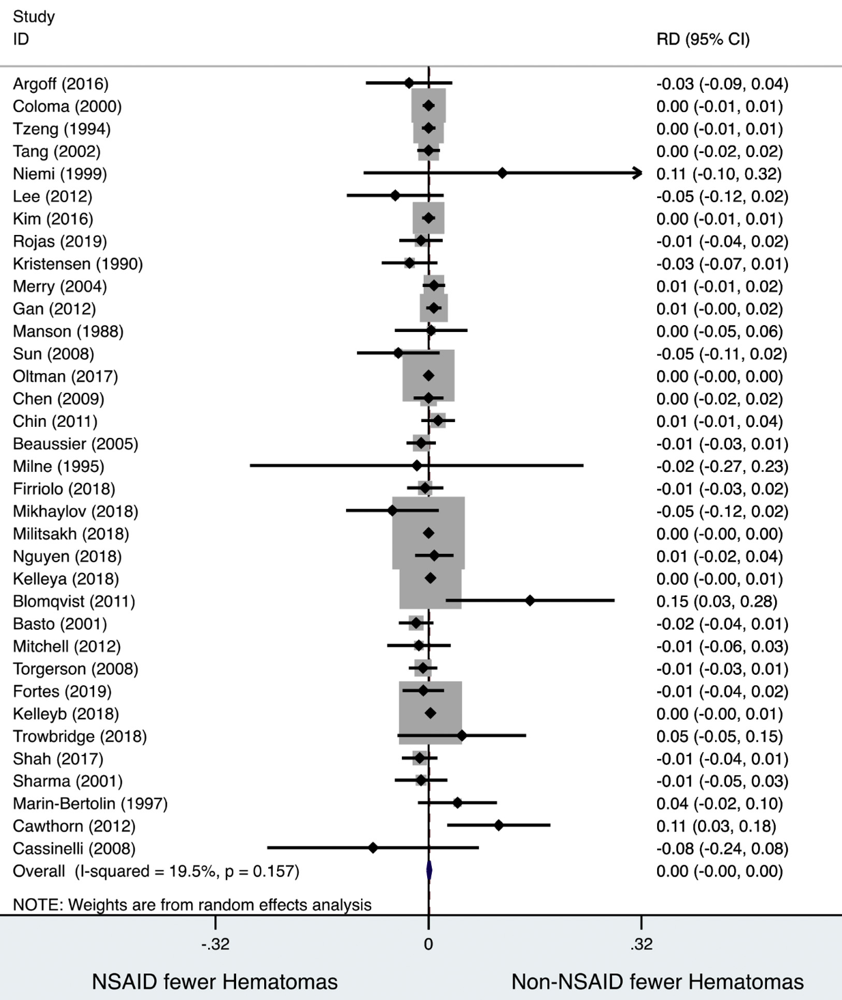 Study
ID RD (95% CI)
Argoff (2016) -0.03 (-0.09, 0.04)
Coloma (2000) 0.00 (-0.01, 0.01)
Tzeng (1994) 0.00 (-0.01, 0.01)
Tang (2002) 0.00 (-0.02, 0.02)
Niemi (1999) 0.11 (-0.10, 0.32)
Lee (2012) -0.05 (-0.12, 0.02)
Kim (2016) 0.00 (-0.01, 0.01)
Rojas (2019) -0.01 (-0.04, 0.02)
Kristensen (1990) -0.03 (-0.07, 0.01)
Merry (2004) 0.01 (-0.01, 0.02)
Gan (2012) 0.01 (-0.00, 0.02)
Manson (1988) 0.00 (-0.05, 0.06)
Sun (2008) -0.05 (-0.11, 0.02)
Oltman (2017) 0.00 (-0.00, 0.00)
Chen (2009) 0.00 (-0.02, 0.02)
Chin (2011) 0.01 (-0.01, 0.04)
Beaussier (2005) -0.01 (-0.03, 0.01)
Milne (1995) -0.02 (-0.27, 0.23)
Firriolo (2018) -0.01 (-0.03, 0.02)
Mikhaylov (2018) -0.05 (-0.12, 0.02)
Militsakh (2018) 0.00 (-0.00, 0.00)
Nguyen (2018) 0.01 (-0.02, 0.04)
Kelleya (2018) 0.00 (-0.00, 0.01)
Blomqvist (2011) 0.15 (0.03, 0.28)
Basto (2001) -0.02 (-0.04, 0.01)
Mitchell (2012) -0.01 (-0.06, 0.03)
Torgerson (2008) -0.01 (-0.03, 0.01)
Fortes (2019) -0.01 (-0.04, 0.02)
Kelleyb (2018) 0.00 (-0.00, 0.01)
Trowbridge (2018) 0.05 (-0.05, 0.15)
Shah (2017) -0.01 (-0.04, 0.01)
Sharma (2001) -0.01 (-0.05, 0.03)
Marin-Bertolin (1997) 0.04 (-0.02, 0.10)
Cawthorn (2012) 0.11 (0.03, 0.18)
Cassinelli (2008) -0.08 (-0.24, 0.08)
Overall (I-squared = 19.5%, p = 0.157) 0.00 (-0.00, 0.00)
NOTE: Weights are from random effects analysis
-.32 0 .32
NSAID fewer Hematomas Non-NSAID fewer Hematomas